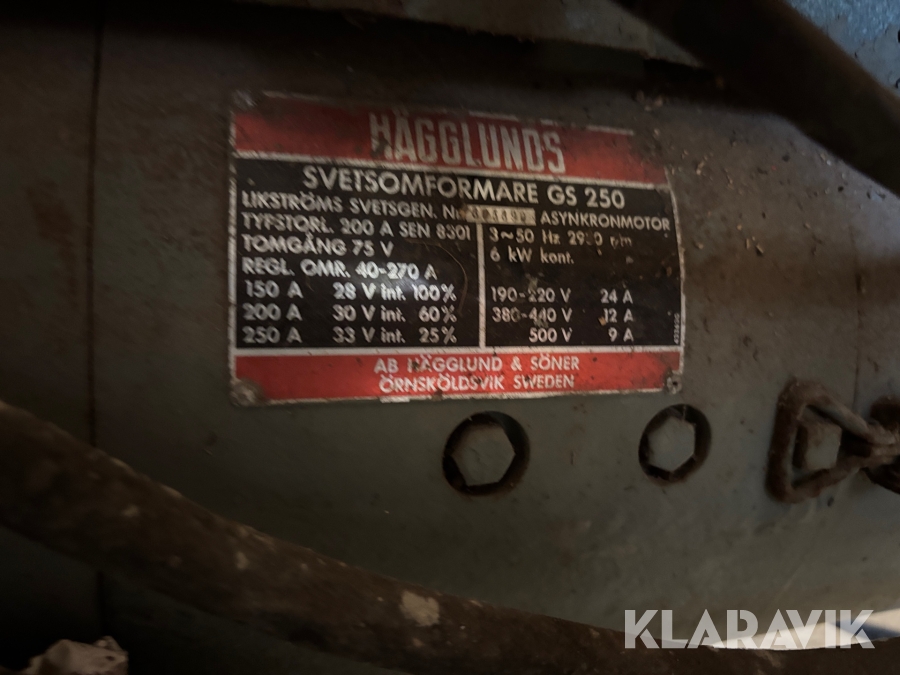 HÄGGLUNDS
SVETSOMFORMARE GS 250
LIKSTRÖMS SVETSGEN. Nr
TYPSTORL. 200 A SEN 8301
TOMGÅNG 75 V
REGL. OMR. 40-270 A
150 A 28 V int. 100%
200 A 30 V int. 60%
250 A 33 V int. 25%
ASYNKRONMOTOR
3~50 Hz r/m
6 kW kont.
190-220 V 24 A
380-440 V 12 A
500 V 9 A
AB HÄGGLUND & SÖNER
ÖRNSKÖLDSVIK SWEDEN
KLARAVIK